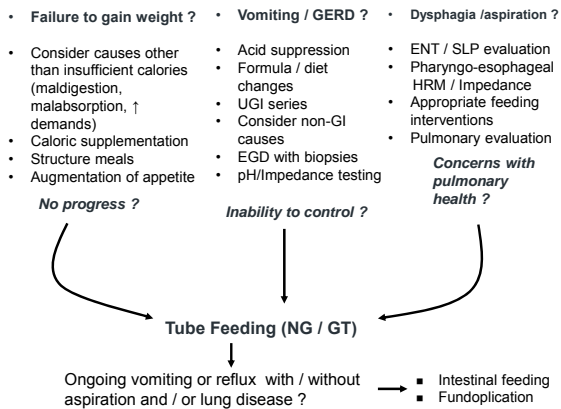 • Failure to gain weight ?
• Consider causes other
than insufficient calories
(maldigestion,
malabsorption, ↑
demands)
• Caloric supplementation
• Structure meals
• Augmentation of appetite
No progress ?
• Vomiting / GERD ?
• Acid suppression
• Formula / diet
changes
• UGI series
• Consider non-GI
causes
• EGD with biopsies
• pH/Impedance testing
Inability to control ?
• Dysphagia /aspiration ?
• ENT / SLP evaluation
• Pharyngo-esophageal
HRM / Impedance
• Appropriate feeding
interventions
• Pulmonary evaluation
Concerns with
pulmonary
health ?
Tube Feeding (NG / GT)
Ongoing vomiting or reflux with / without
aspiration and / or lung disease ?
■ Intestinal feeding
■ Fundoplication